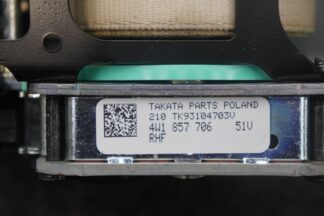 TAKATA PARTS POLAND
210 TK93104703V
4W1 857 706 51V
RHF